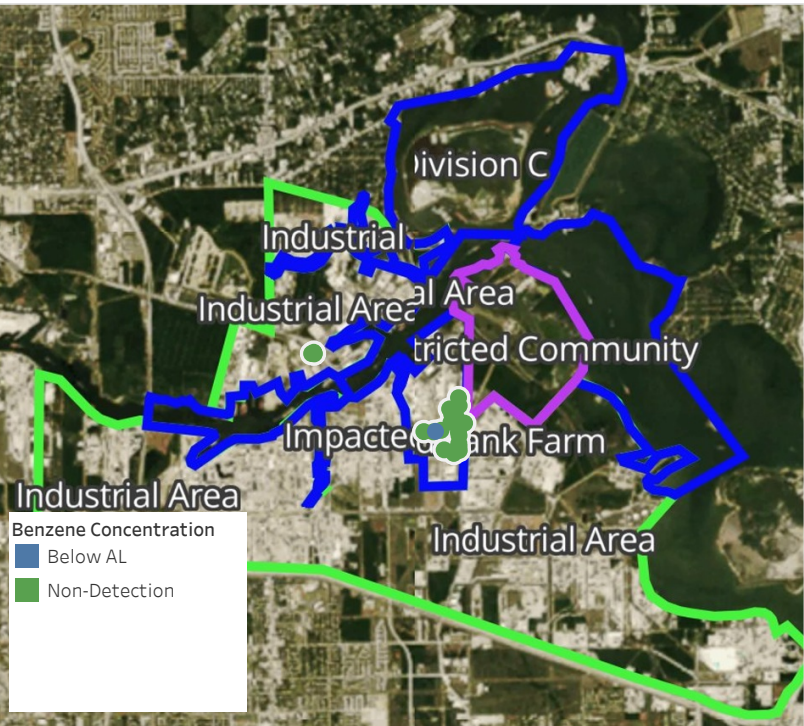 Division C
Industrial
Industrial Area
al Area
tricted Community
Impacted
ank Farm
Industrial Area
Industrial Area
Benzene Concentration
Below AL
Non-Detection